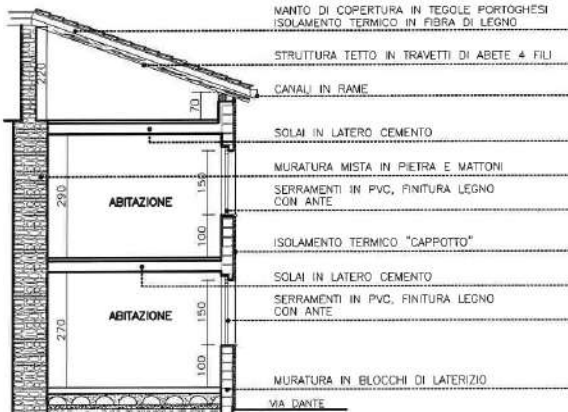 MANTO DI COPERTURA IN TEGOLE PORTOGHESI
ISOLAMENTO TERMICO IN FIBRA DI LEGNO
STRUTTURA TETTO IN TRAVETTI DI ABETE 4 FILI
220
CANALI IN RAME
70
SOLAI IN LATERO CEMENTO
MURATURA MISTA IN PIETRA E MATTONI
290
150
ABITAZIONE
SERRAMENTI IN PVC, FINITURA LEGNO
CON ANTE
100
ISOLAMENTO TERMICO "CAPPOTTO"
SOLAI IN LATERO CEMENTO
270
150
ABITAZIONE
SERRAMENTI IN PVC, FINITURA LEGNO
CON ANTE
100
MURATURA IN BLOCCHI DI LATERIZIO
VIA DANTE